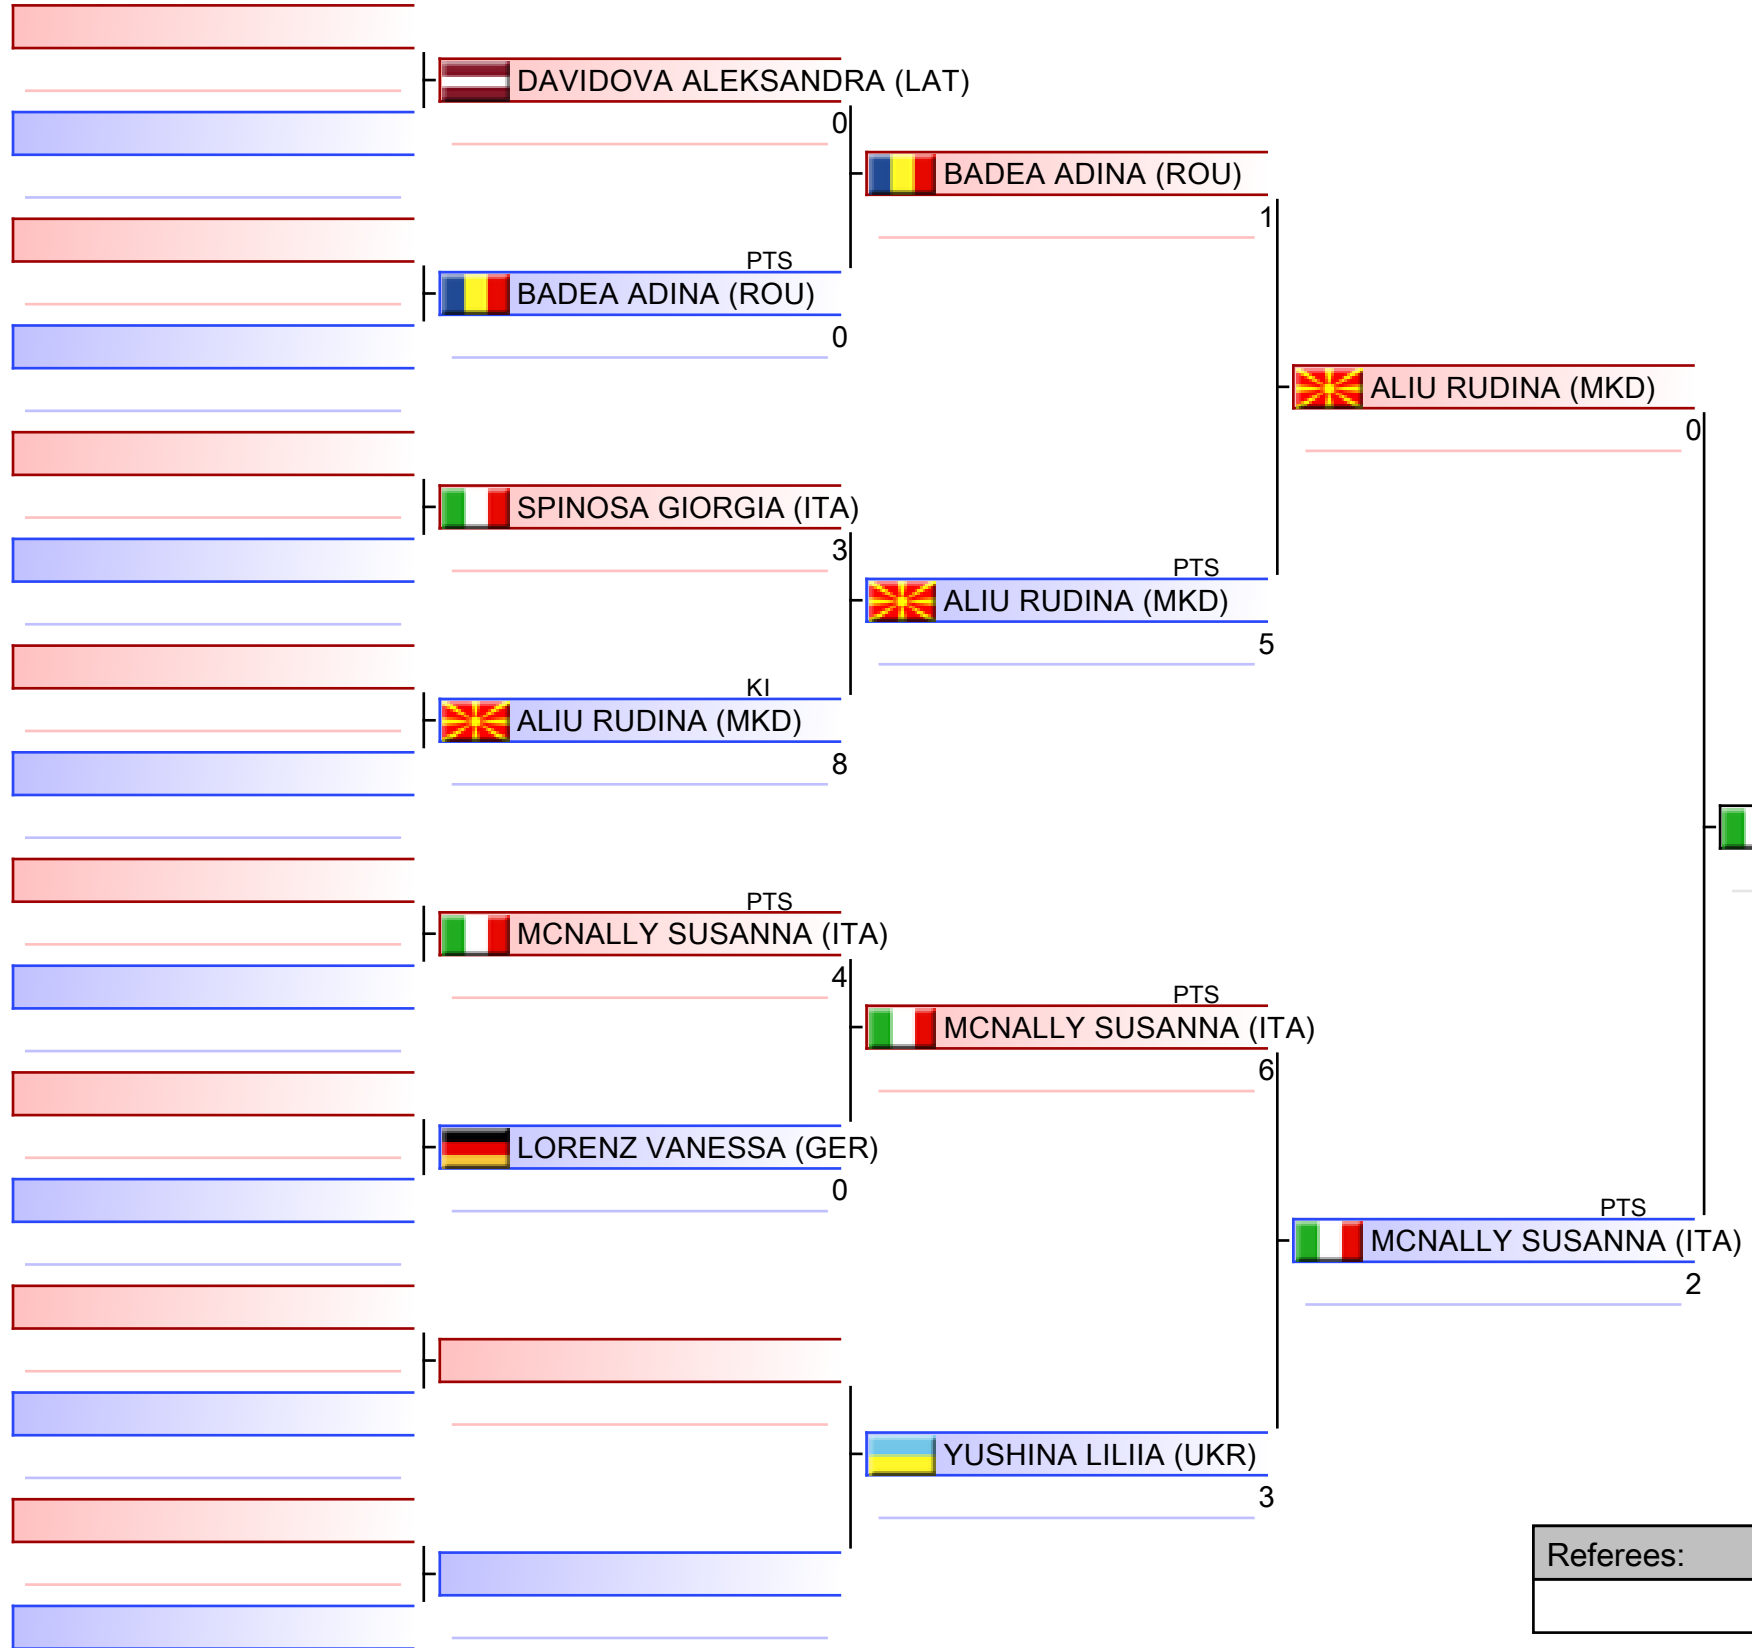 DAVIDOVA ALEKSANDRA (LAT)
0
BADEA ADINA (ROU)
1
PTS
BADEA ADINA (ROU)
0
ALIU RUDINA (MKD)
0
SPINOSA GIORGIA (ITA)
3
PTS
ALIU RUDINA (MKD)
5
KI
ALIU RUDINA (MKD)
8
PTS
MCNALLY SUSANNA (ITA)
4
PTS
MCNALLY SUSANNA (ITA)
6
LORENZ VANESSA (GER)
0
PTS
MCNALLY SUSANNA (ITA)
2
YUSHINA LILIIA (UKR)
3
Referees: